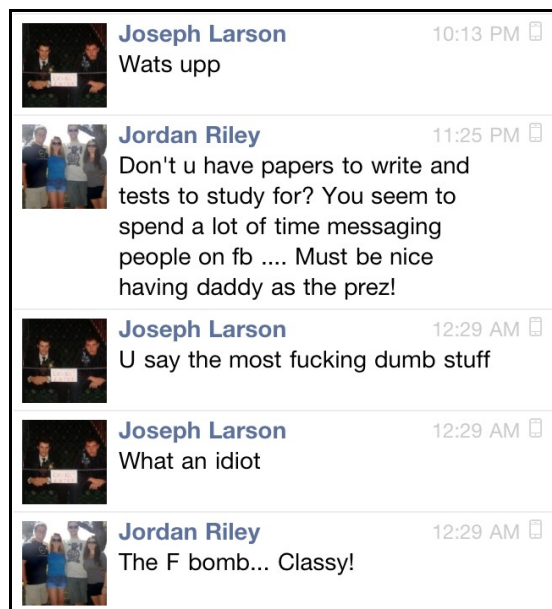 Joseph Larson 10:13 PM
Wats upp
Jordan Riley 11:25 PM
Don't u have papers to write and
tests to study for? You seem to
spend a lot of time messaging
people on fb .... Must be nice
having daddy as the prez!
Joseph Larson 12:29 AM
U say the most fucking dumb stuff
Joseph Larson 12:29 AM
What an idiot
Jordan Riley 12:29 AM
The F bomb... Classy!